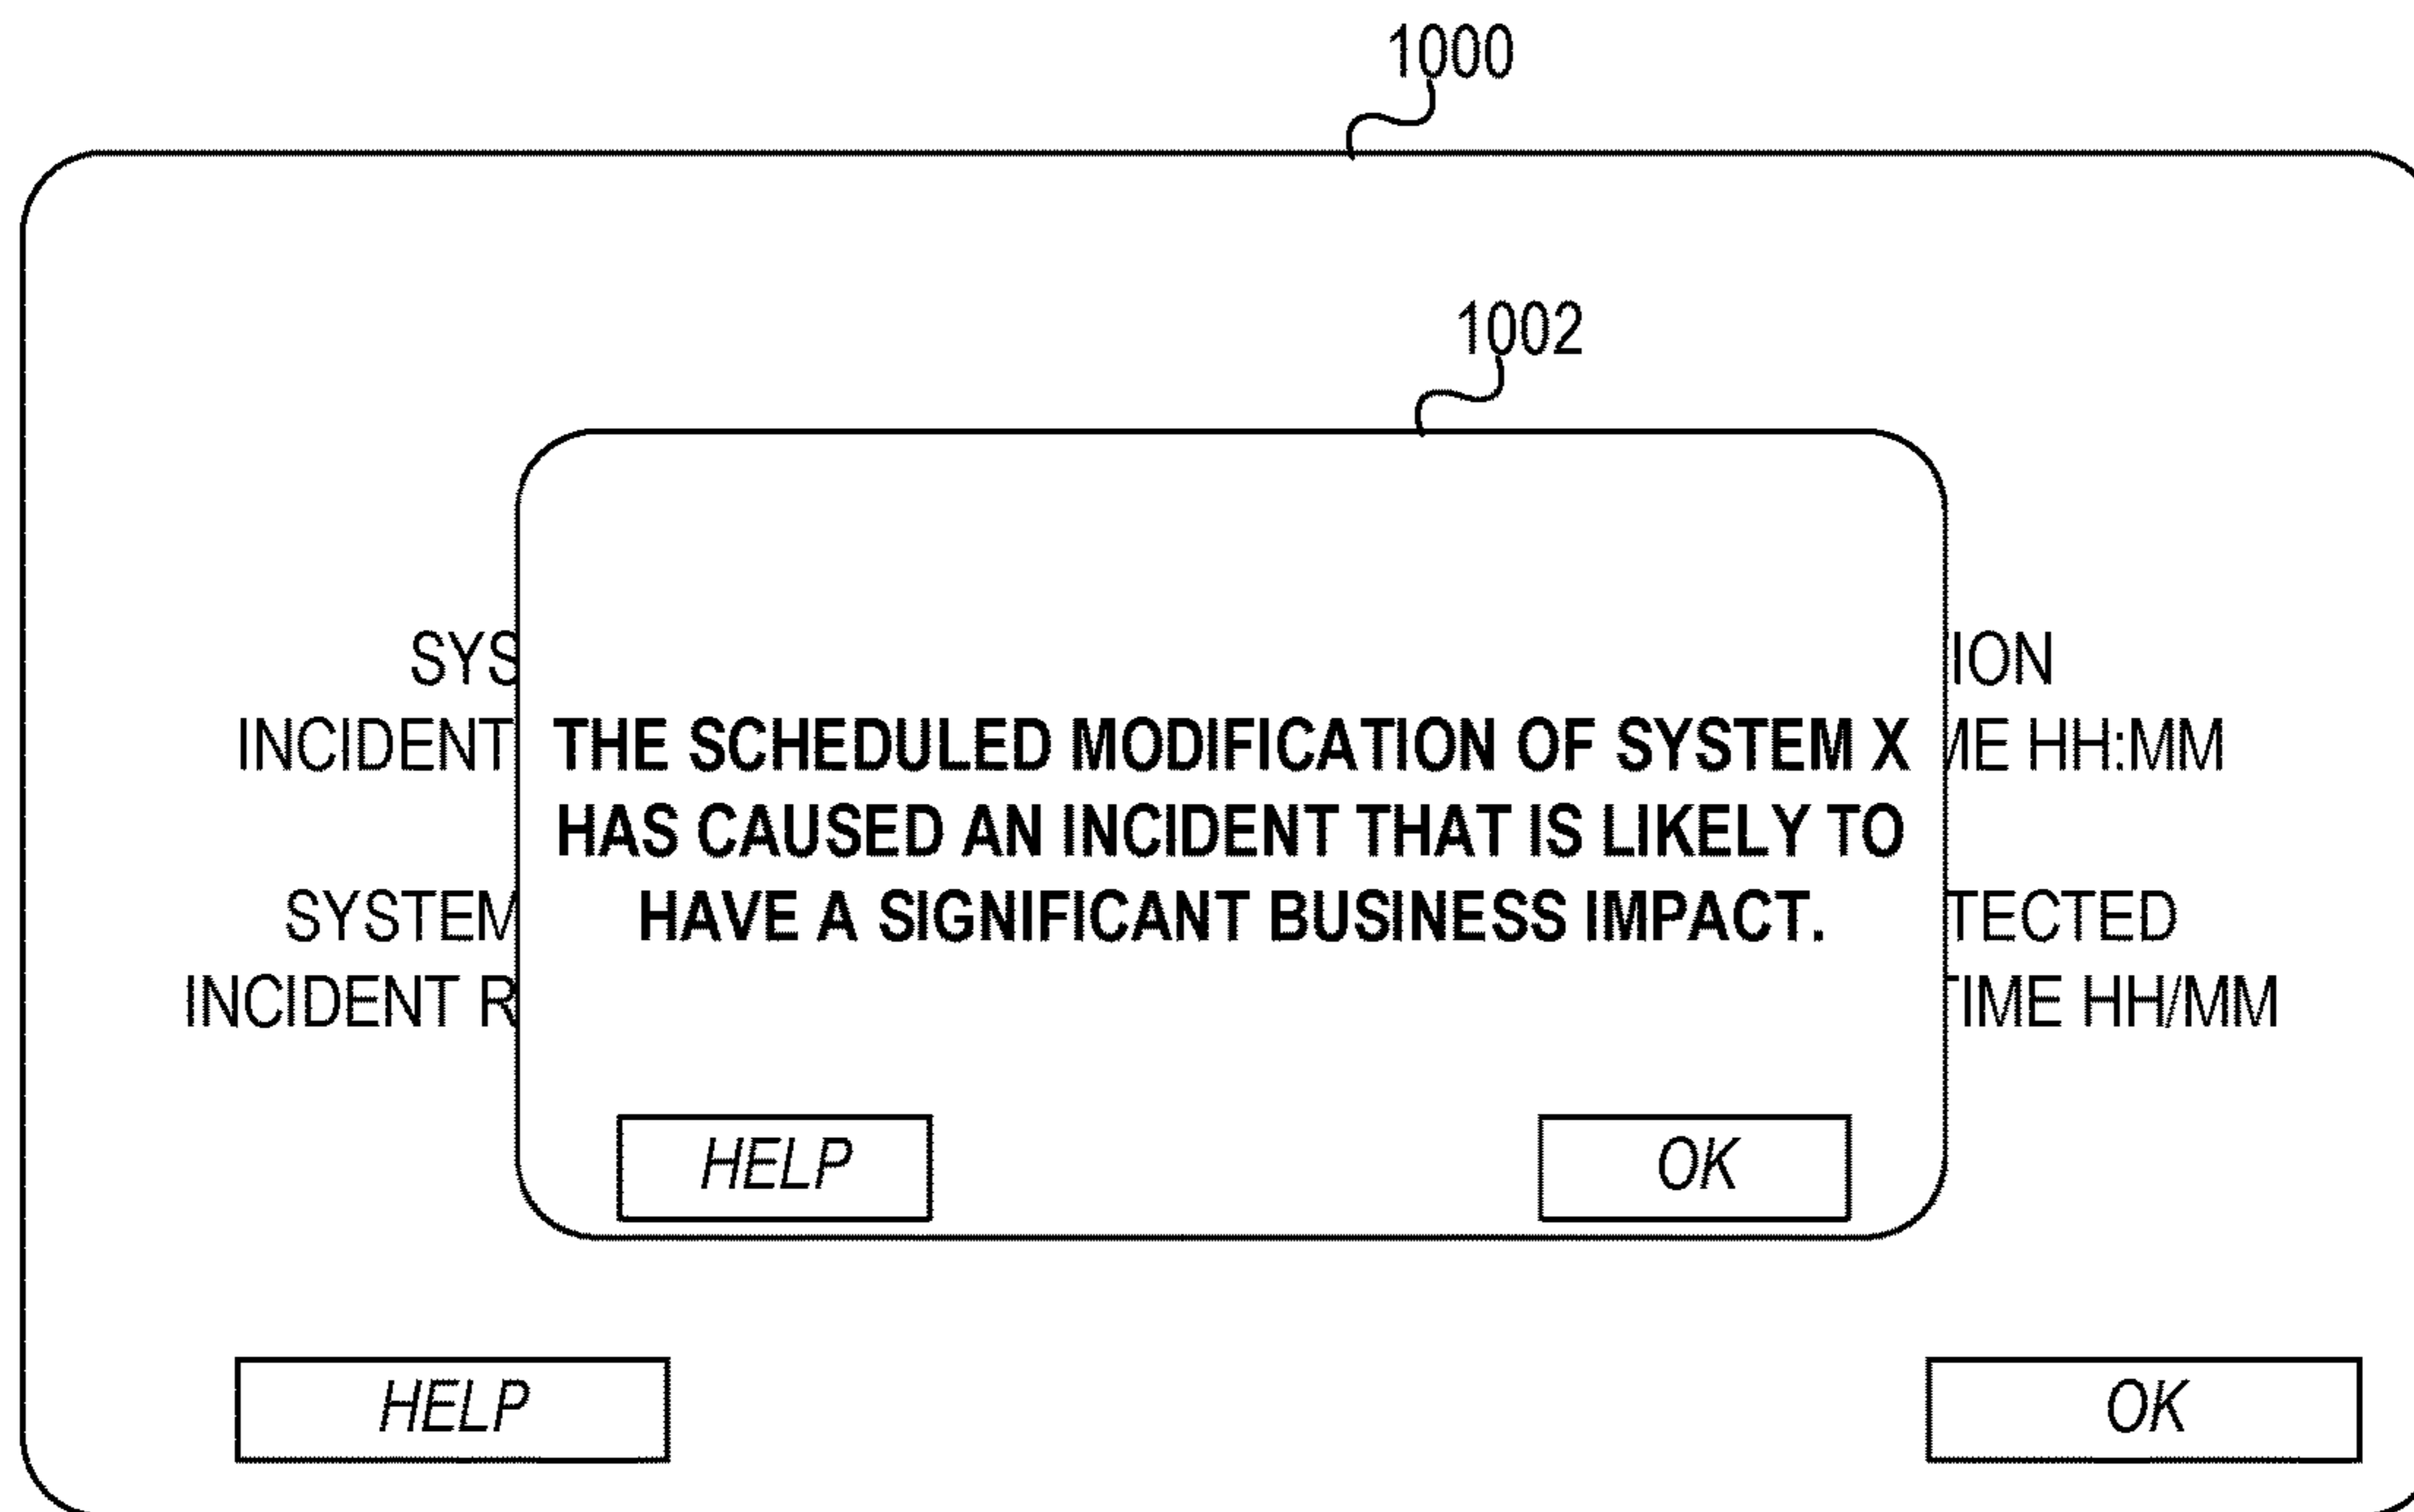 1000
1002
SYS ION
INCIDENT THE SCHEDULED MODIFICATION OF SYSTEM X ME HH:MM
HAS CAUSED AN INCIDENT THAT IS LIKELY TO
SYSTEM HAVE A SIGNIFICANT BUSINESS IMPACT. TECTED
INCIDENT R TIME HH/MM
HELP OK
HELP OK